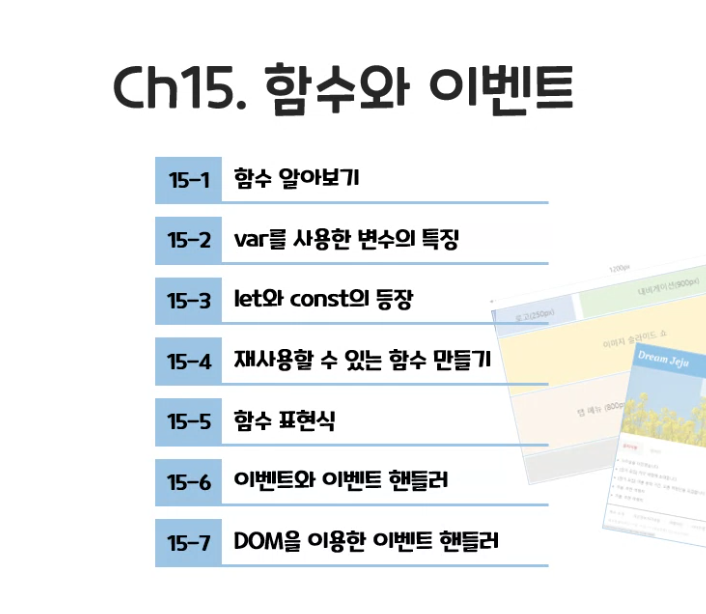 Ch15. 함수와 이벤트
15-1 함수 알아보기
15-2 var를 사용한 변수의 특징
15-3 let와 const의 등장
15-4 재사용할 수 있는 함수 만들기
15-5 함수 표현식
15-6 이벤트와 이벤트 핸들러
15-7 DOM을 이용한 이벤트 핸들러
1200px
내비게이션(900px)
로고(250px)
이미지 슬라이드 쇼
Dream Jeju
탭 메뉴 (800p